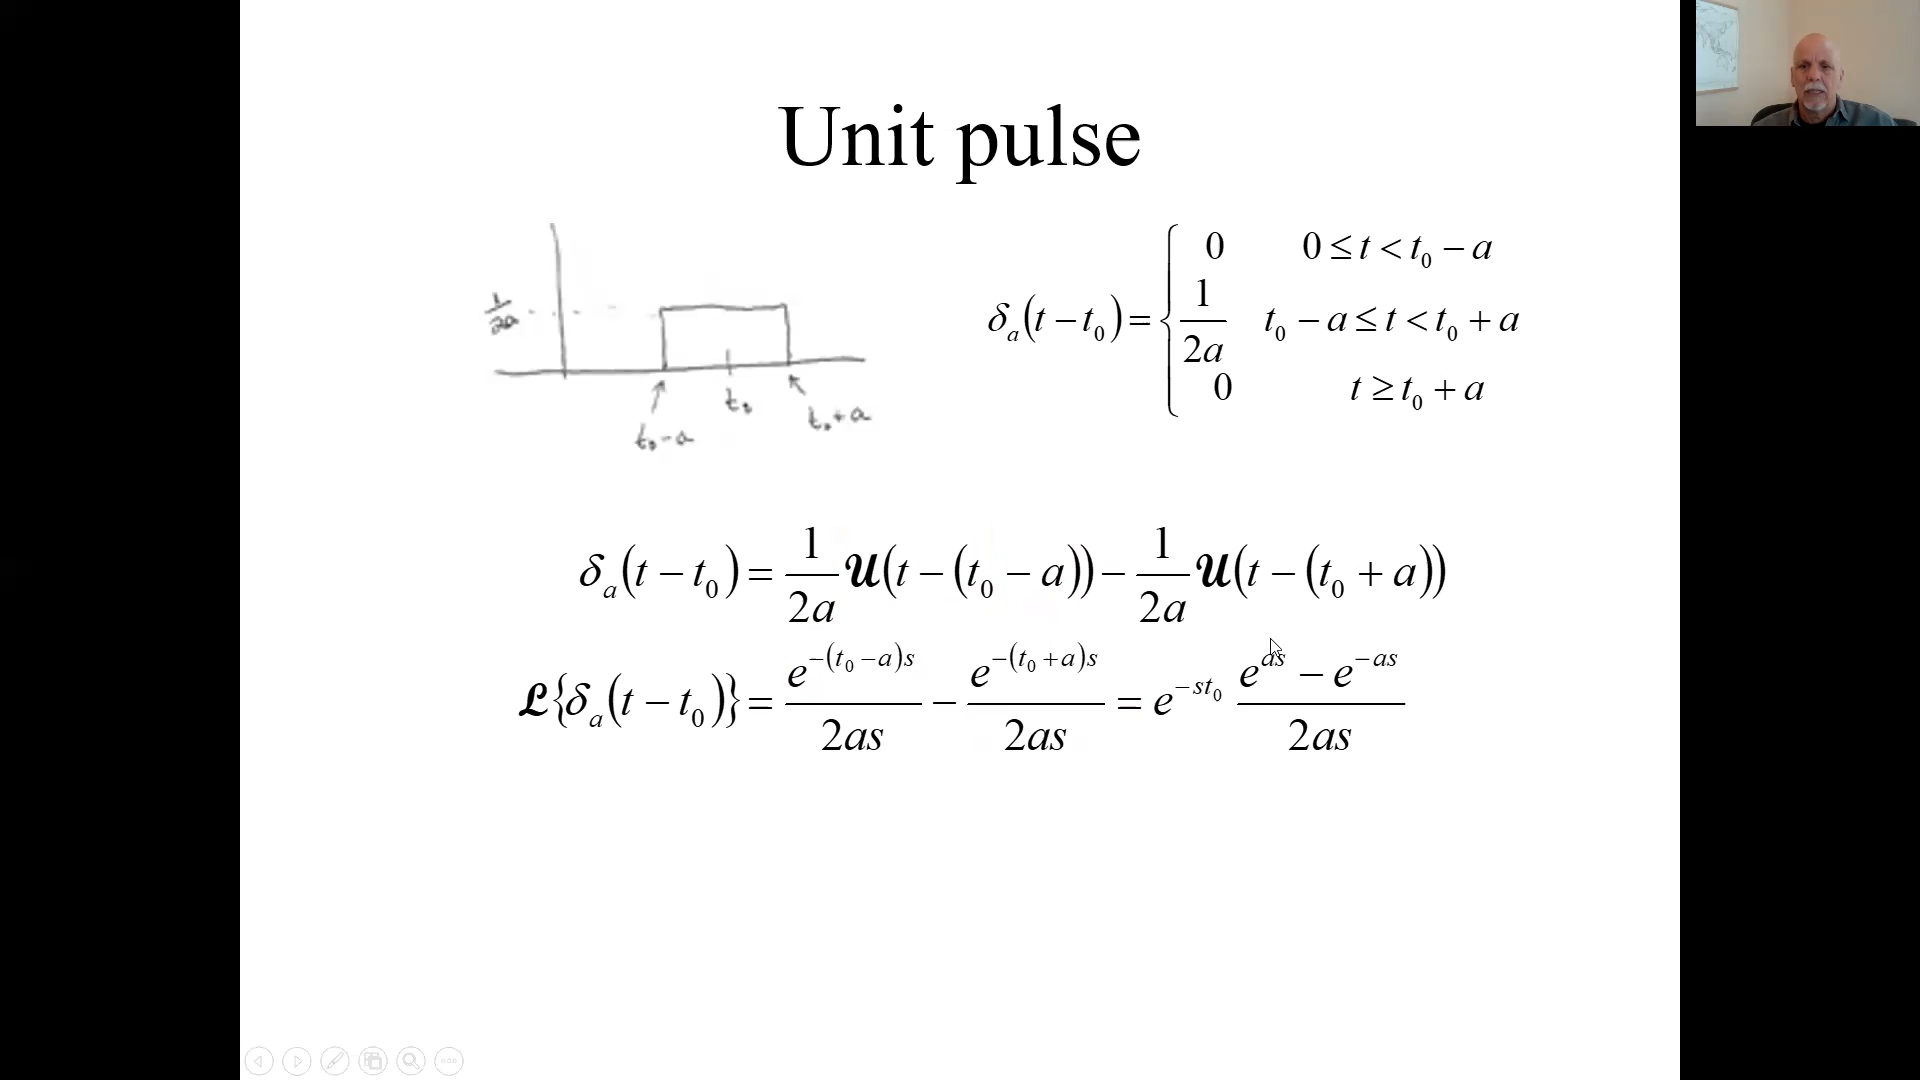 Unit pulse
1/2a
t₀-a
t₀
t₀+a
δₐ(t − t₀) = { 0    0 ≤ t < t₀ − a
1/2a    t₀ − a ≤ t < t₀ + a
0    t ≥ t₀ + a
δₐ(t − t₀) = 1/2a 𝓤(t − (t₀ − a)) − 1/2a 𝓤(t − (t₀ + a))
𝓛{δₐ(t − t₀)} = e^(−(t₀−a)s)/2as − e^(−(t₀+a)s)/2as = e^(−st₀) (e^(as) − e^(−as))/2as